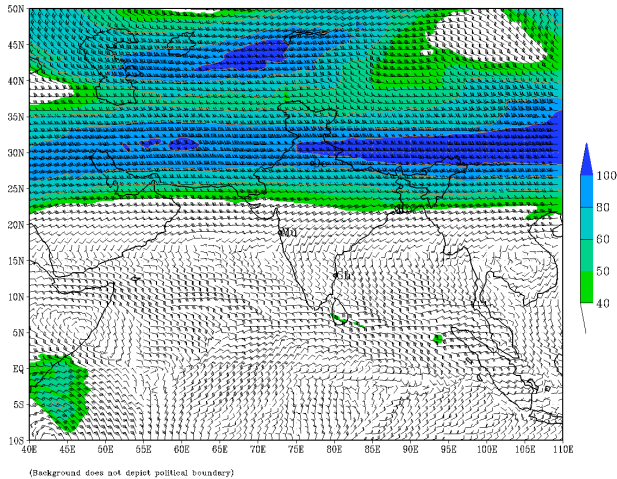 50N
45N
40N
35N
30N
25N
20N
15N
10N
5N
EQ
5S
10S
40E 45E 50E 55E 60E 65E 70E 75E 80E 85E 90E 95E 100E 105E 110E
100
80
60
50
40
(Background does not depict political boundary)